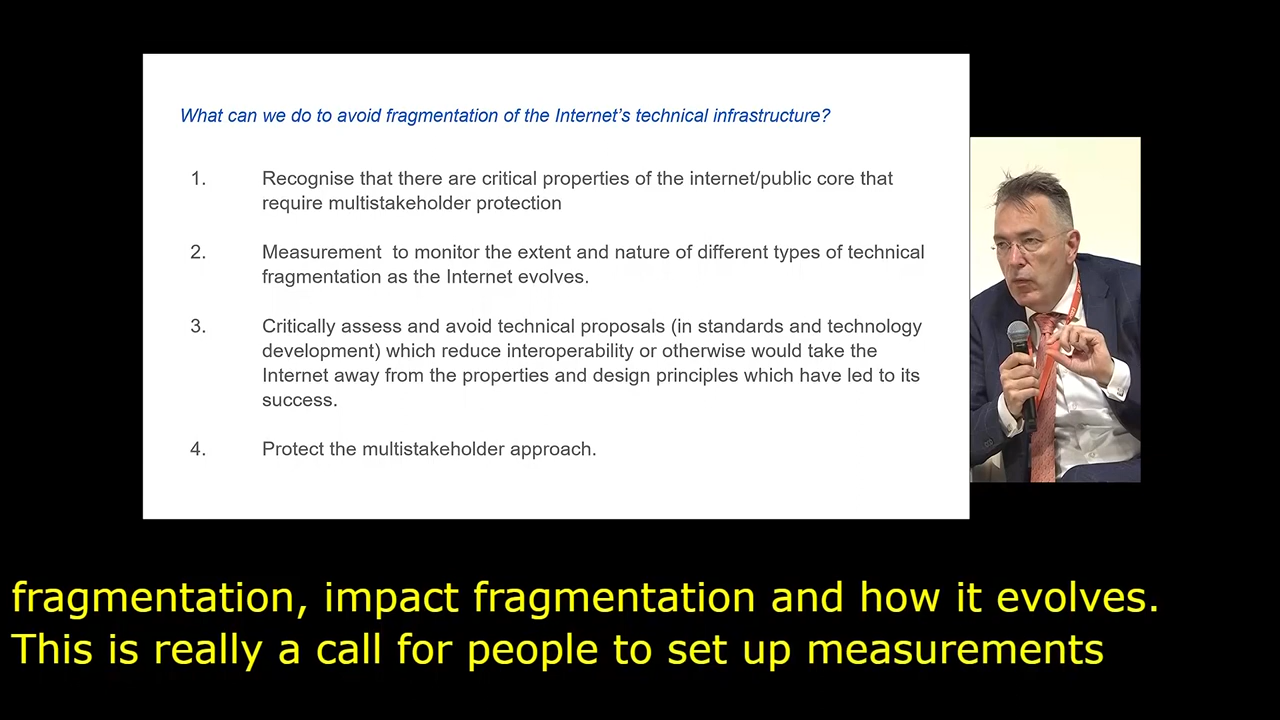 What can we do to avoid fragmentation of the Internet's technical infrastructure?
1. Recognise that there are critical properties of the internet/public core that
require multistakeholder protection
2. Measurement to monitor the extent and nature of different types of technical
fragmentation as the Internet evolves.
3. Critically assess and avoid technical proposals (in standards and technology
development) which reduce interoperability or otherwise would take the
Internet away from the properties and design principles which have led to its
success.
4. Protect the multistakeholder approach.
fragmentation, impact fragmentation and how it evolves.
This is really a call for people to set up measurements